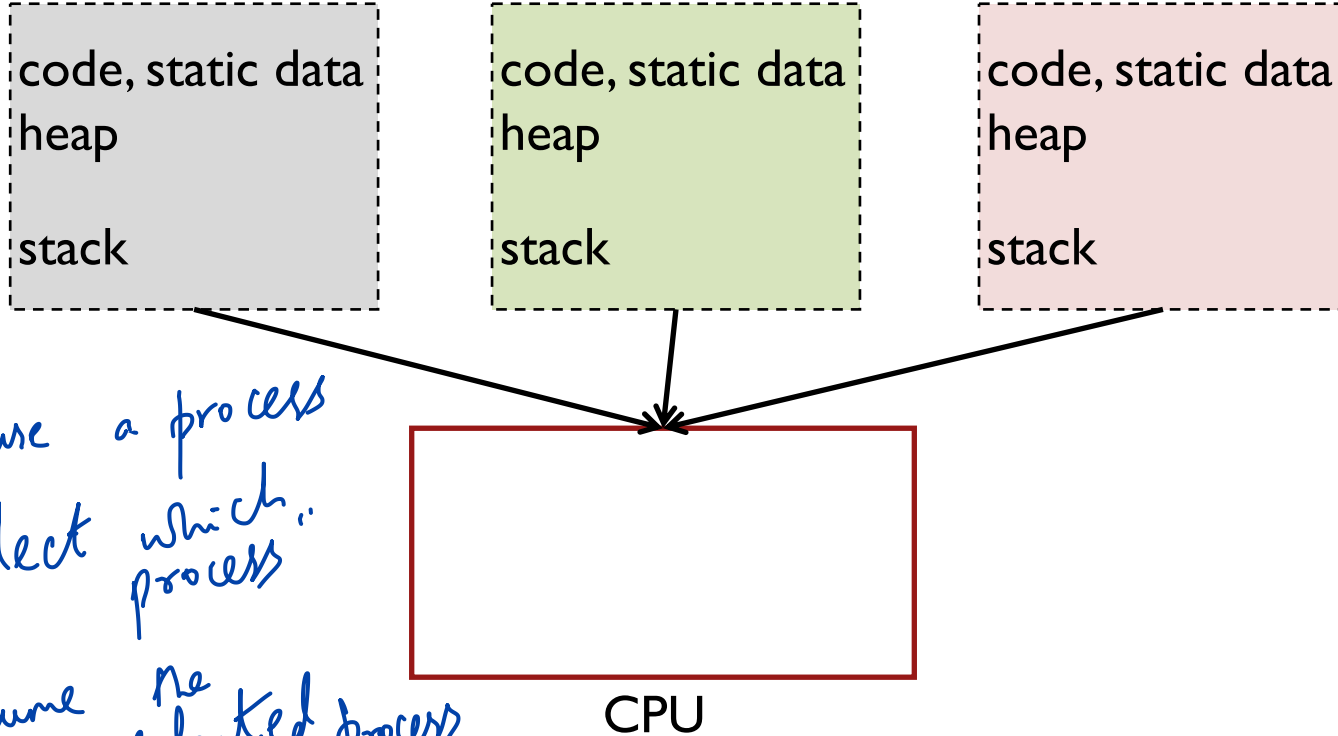 code, static data
heap
stack
code, static data
heap
stack
code, static data
heap
stack
a process
which
process
the
process
CPU